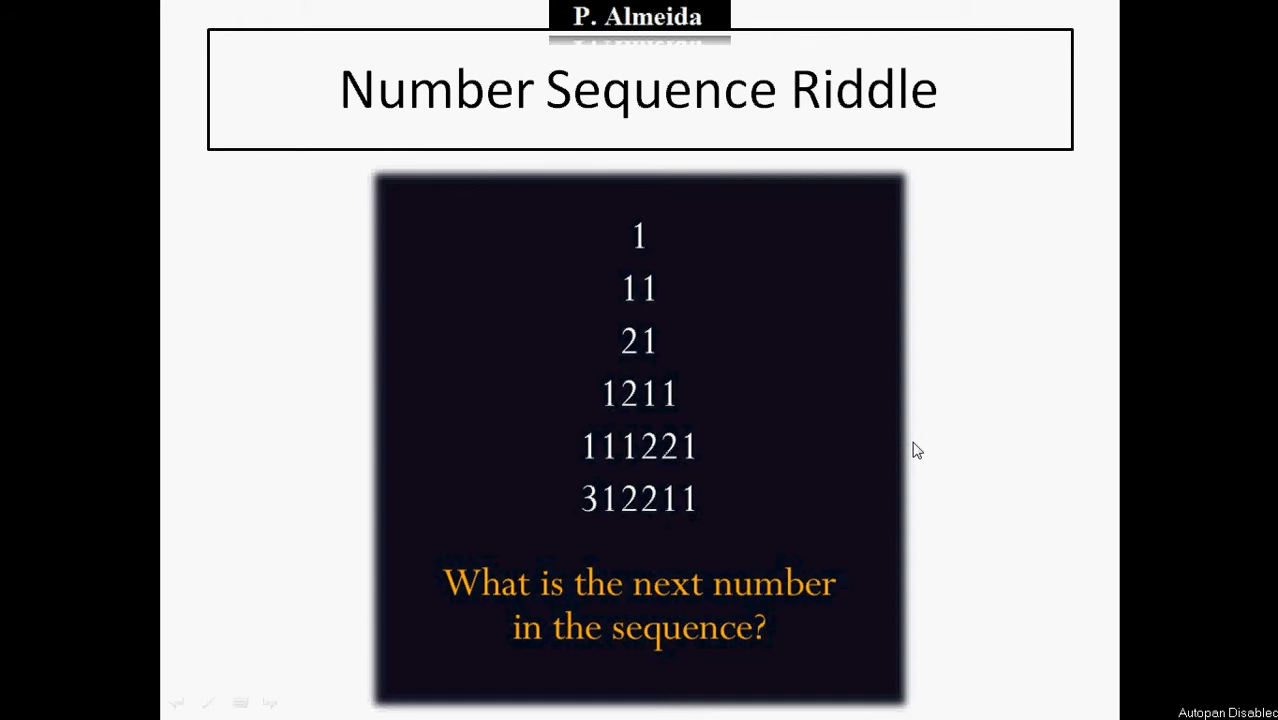 P. Almeida
Number Sequence Riddle
1
11
21
1211
111221
312211
What is the next number
in the sequence?
Autopan Disabled